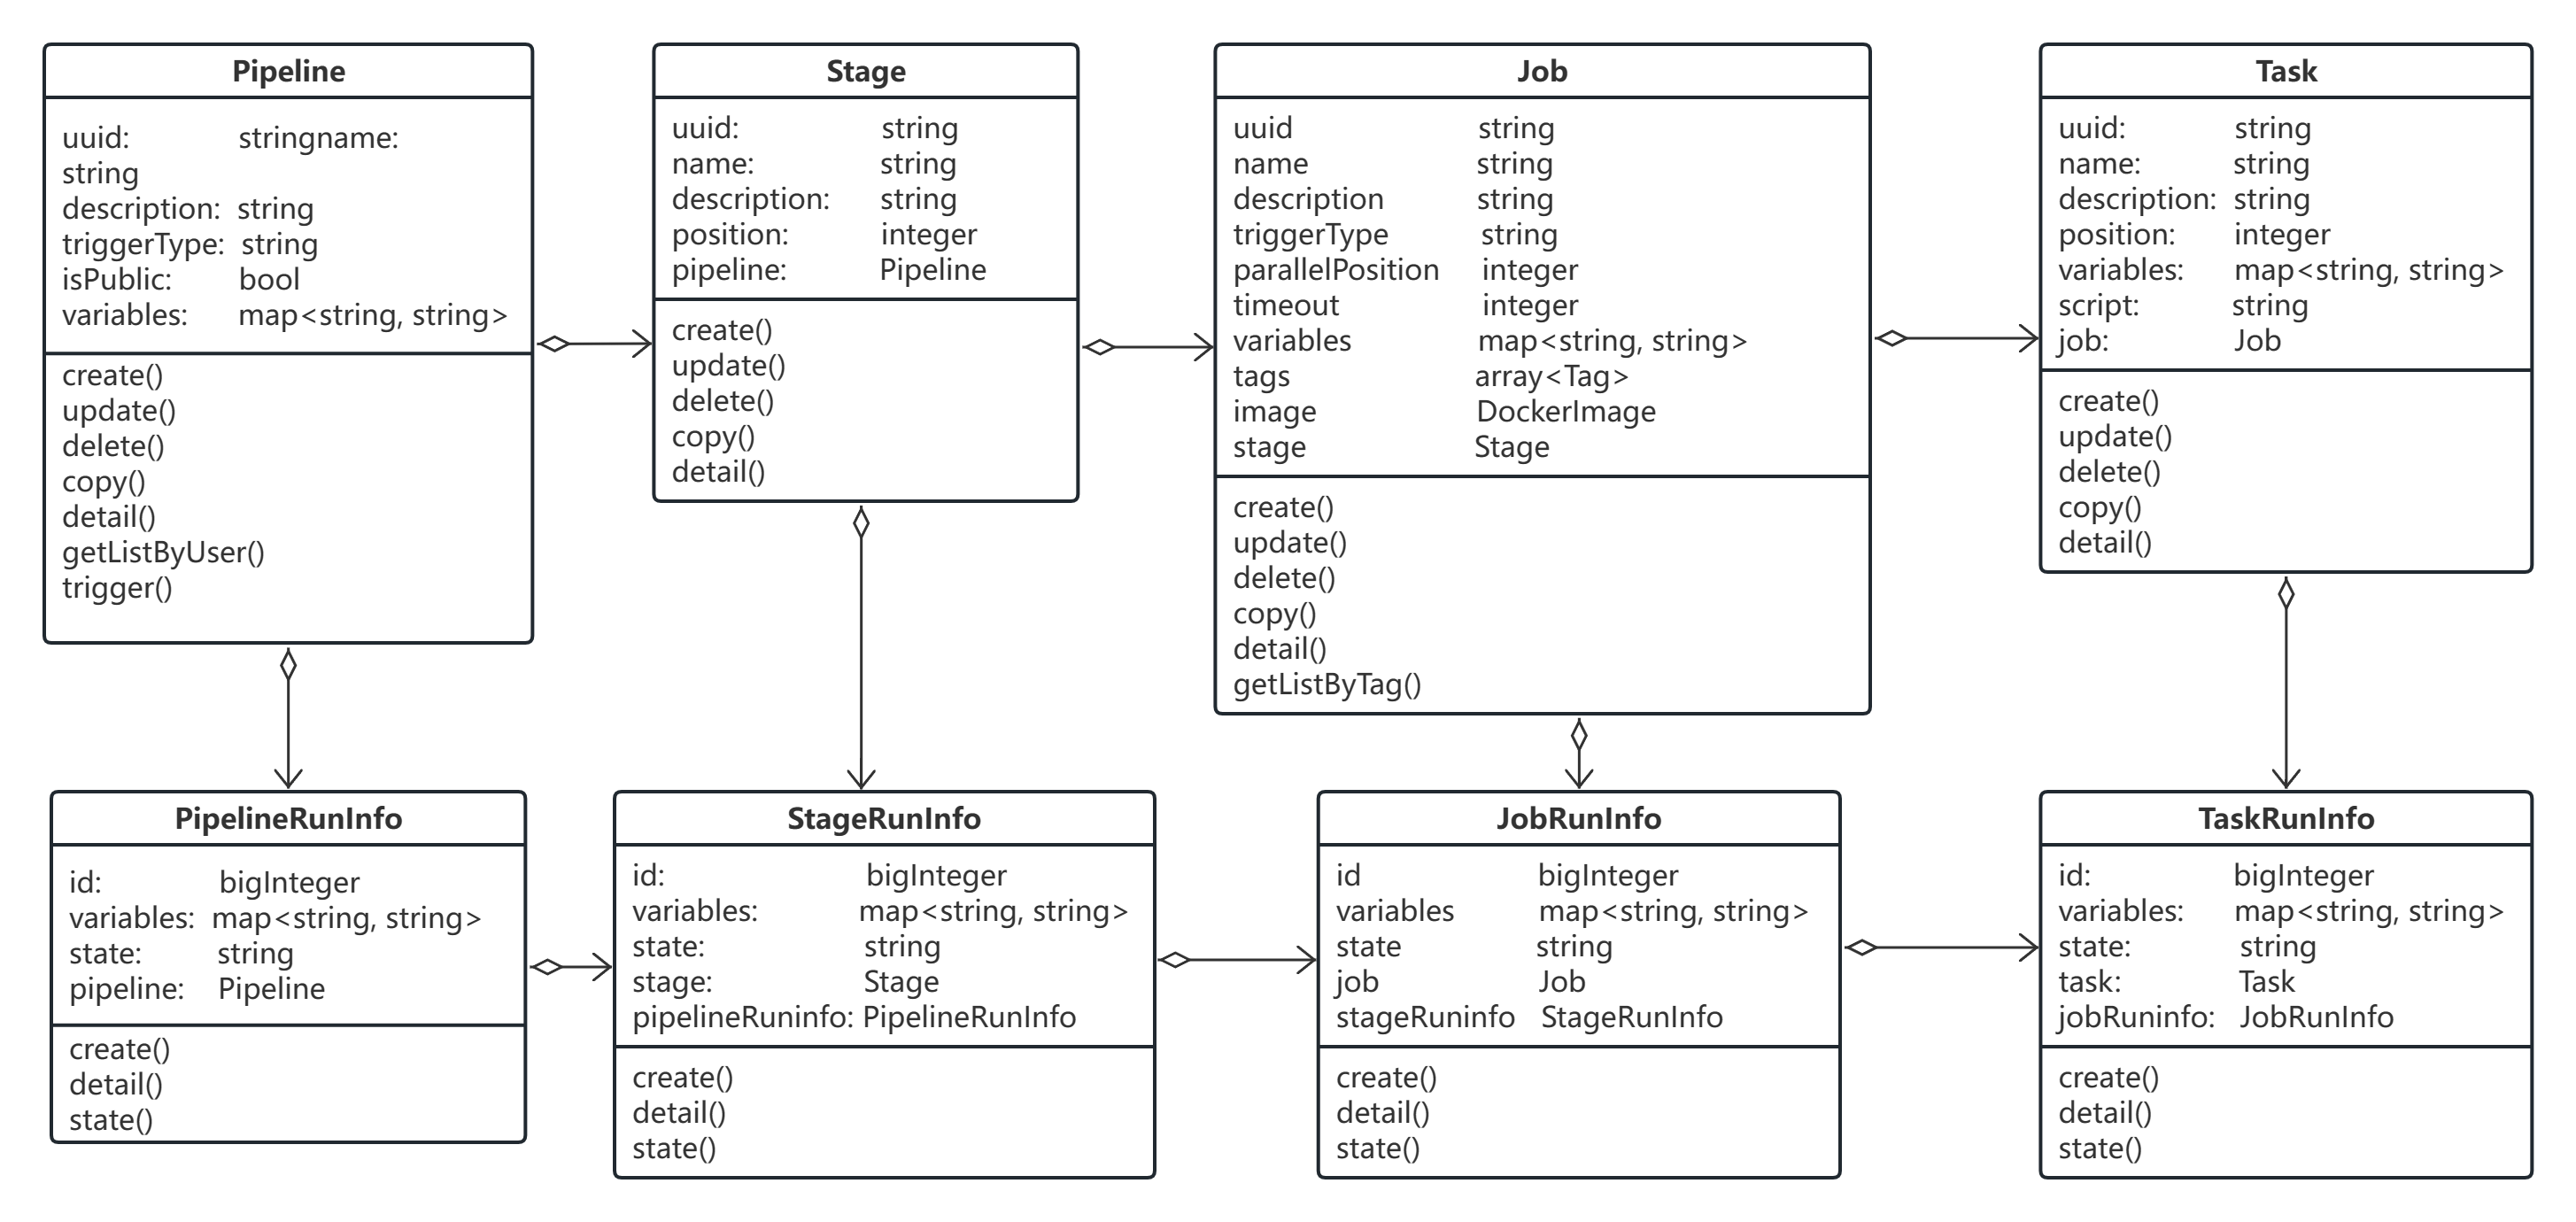 Pipeline
uuid: stringname:
string
description: string
triggerType: string
isPublic: bool
variables: map<string, string>
create()
update()
delete()
copy()
detail()
getListByUser()
trigger()
Stage
uuid: string
name: string
description: string
position: integer
pipeline: Pipeline
create()
update()
delete()
copy()
detail()
Job
uuid string
name string
description string
triggerType string
parallelPosition integer
timeout integer
variables map<string, string>
tags array<Tag>
image DockerImage
stage Stage
create()
update()
delete()
copy()
detail()
getListByTag()
Task
uuid: string
name: string
description: string
position: integer
variables: map<string, string>
script: string
job: Job
create()
update()
delete()
copy()
detail()
PipelineRunInfo
id: bigInteger
variables: map<string, string>
state: string
pipeline: Pipeline
create()
detail()
state()
StageRunInfo
id: bigInteger
variables: map<string, string>
state: string
stage: Stage
pipelineRuninfo: PipelineRunInfo
create()
detail()
state()
JobRunInfo
id bigInteger
variables map<string, string>
state string
job Job
stageRuninfo StageRunInfo
create()
detail()
state()
TaskRunInfo
id: bigInteger
variables: map<string, string>
state: string
task: Task
jobRuninfo: JobRunInfo
create()
detail()
state()